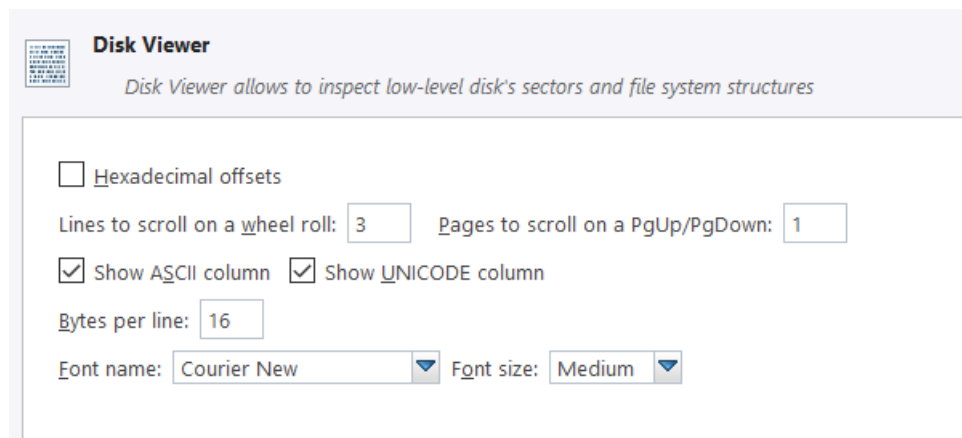 Disk Viewer
Disk Viewer allows to inspect low-level disk's sectors and file system structures
Hexadecimal offsets
Lines to scroll on a wheel roll: 3 Pages to scroll on a PgUp/PgDown: 1
Show ASCII column Show UNICODE column
Bytes per line: 16
Font name: Courier New Font size: Medium